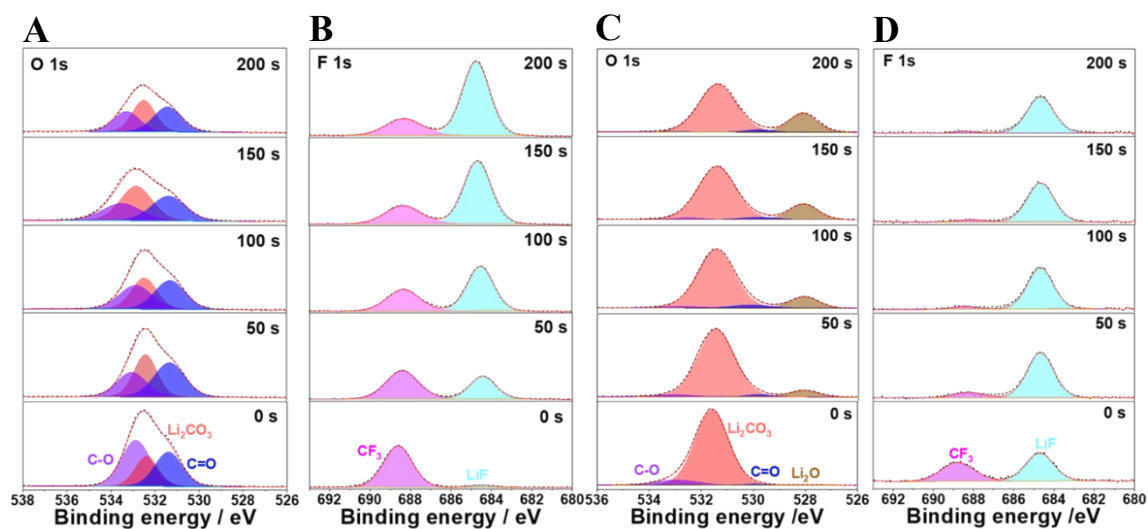 A
B
C
D
O 1s 200 s
150 s
100 s
50 s
0 s
Li₂CO₃
C-O
C=O
538 536 534 532 530 528 526
Binding energy / eV
F 1s 200 s
150 s
100 s
50 s
0 s
CF₃
LiF
692 690 688 686 684 682 680
Binding energy / eV
O 1s 200 s
150 s
100 s
50 s
0 s
Li₂CO₃
C-O
C=O
Li₂O
536 534 532 530 528 526
Binding energy /eV
F 1s 200 s
150 s
100 s
50 s
0 s
CF₃
LiF
692 690 688 686 684 682 680
Binding energy /eV